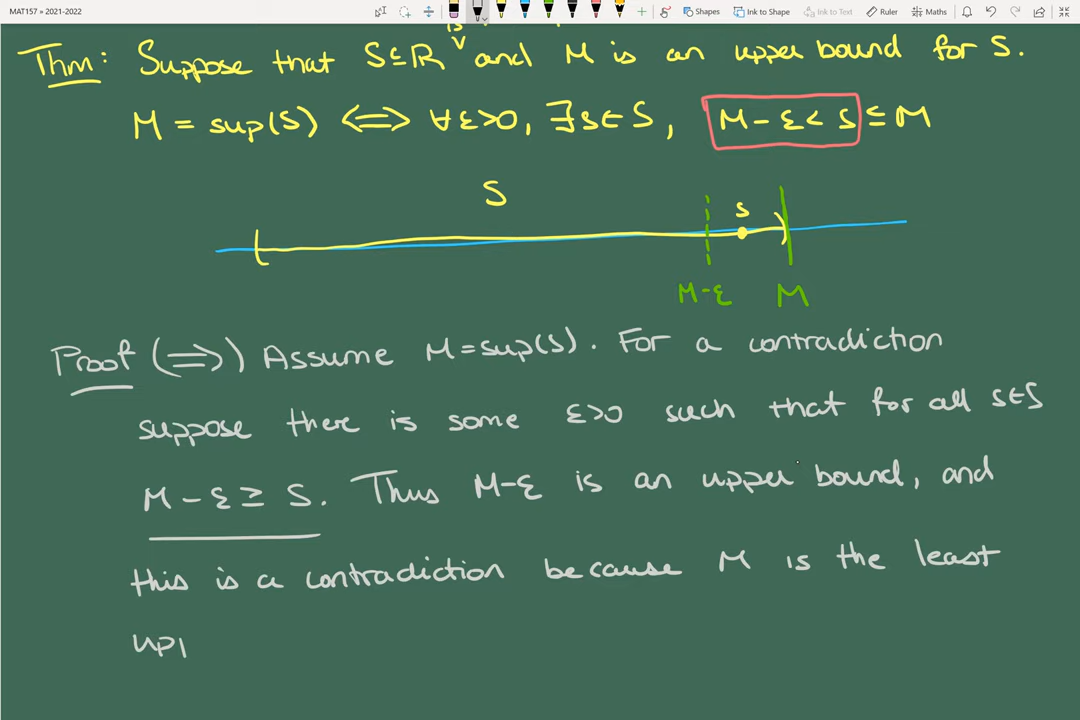 MAT157 » 2021-2022
Shapes Ink to Shape Ink to Text Ruler Maths
is
Thm: Suppose that S⊆ℝ ∨ and M is an upper bound for S.
M = sup(S) ⟺ ∀ε>0, ∃s∈S, M-ε<s≤M
S
s
M-ε M
Proof (⟹) Assume M=sup(S). For a contradiction
suppose there is some ε>0 such that for all s∈S
M-ε≥s. Thus M-ε is an upper bound, and
this is a contradiction because M is the least
upp